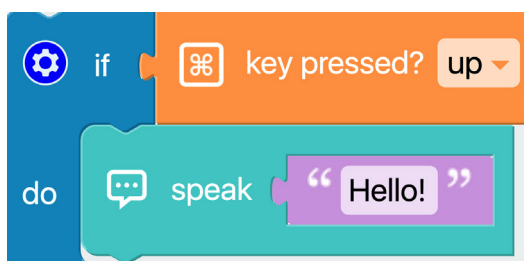 if ⌘ key pressed? up
do speak “ Hello! ”